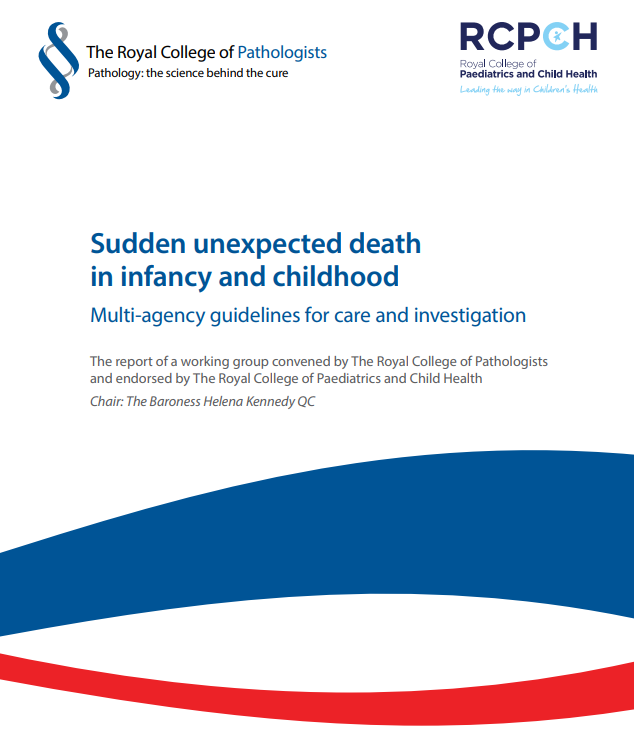 The Royal College of Pathologists
Pathology: the science behind the cure
RCPCH
Royal College of
Paediatrics and Child Health
Leading the way in Children's Health
Sudden unexpected death
in infancy and childhood
Multi-agency guidelines for care and investigation
The report of a working group convened by The Royal College of Pathologists
and endorsed by The Royal College of Paediatrics and Child Health
Chair: The Baroness Helena Kennedy QC